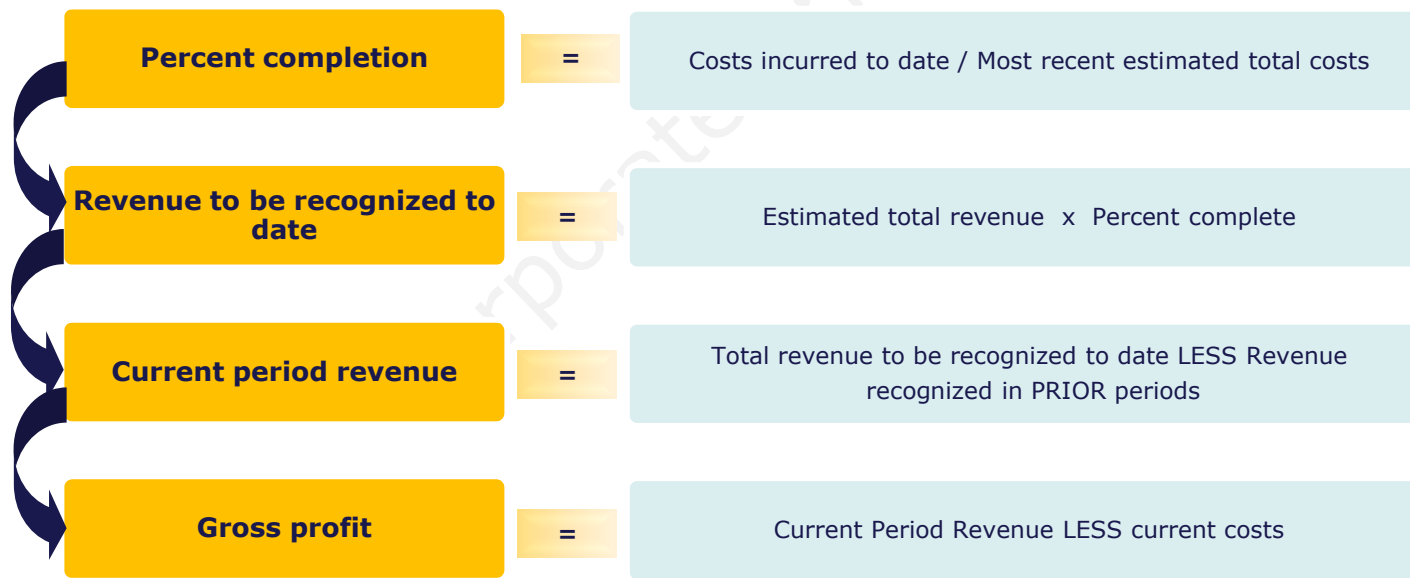 Percent completion
=
Costs incurred to date / Most recent estimated total costs
Revenue to be recognized to
date
=
Estimated total revenue x Percent complete
Current period revenue
=
Total revenue to be recognized to date LESS Revenue
recognized in PRIOR periods
Gross profit
=
Current Period Revenue LESS current costs